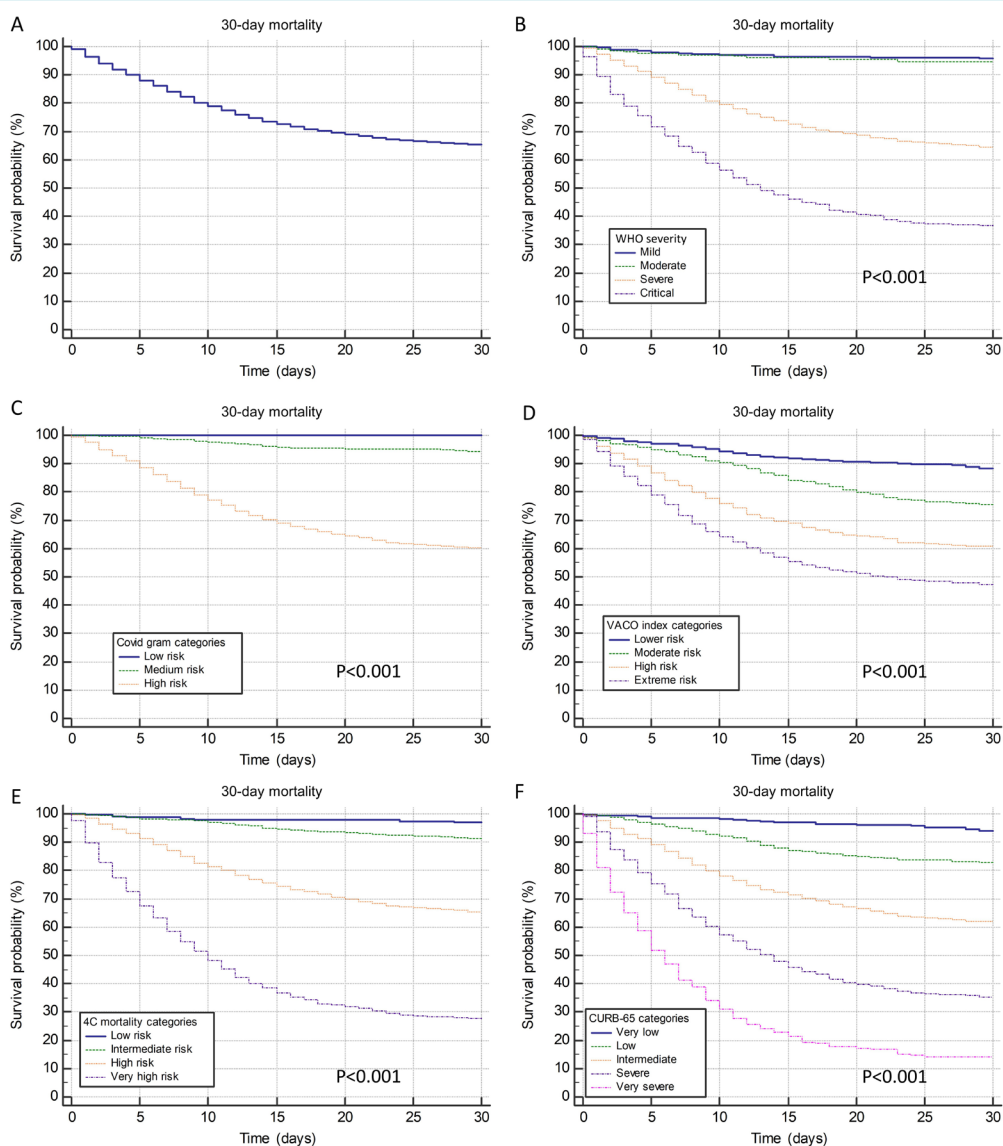 A
30-day mortality
Survival probability (%)
100
90
80
70
60
50
40
30
20
10
0
0 5 10 15 20 25 30
Time (days)
B
30-day mortality
Survival probability (%)
100
90
80
70
60
50
40
30
20
10
0
WHO severity
Mild
Moderate
Severe
Critical
P<0.001
0 5 10 15 20 25 30
Time (days)
C
30-day mortality
Survival probability (%)
100
90
80
70
60
50
40
30
20
10
0
Covid gram categories
Low risk
Medium risk
High risk
P<0.001
0 5 10 15 20 25 30
Time (days)
D
30-day mortality
Survival probability (%)
100
90
80
70
60
50
40
30
20
10
0
VACO index categories
Lower risk
Moderate risk
High risk
Extreme risk
P<0.001
0 5 10 15 20 25 30
Time (days)
E
30-day mortality
Survival probability (%)
100
90
80
70
60
50
40
30
20
10
0
4C mortality categories
Low risk
Intermediate risk
High risk
Very high risk
P<0.001
0 5 10 15 20 25 30
Time (days)
F
30-day mortality
Survival probability (%)
100
90
80
70
60
50
40
30
20
10
0
CURB-65 categories
Very low
Low
Intermediate
Severe
Very severe
P<0.001
0 5 10 15 20 25 30
Time (days)